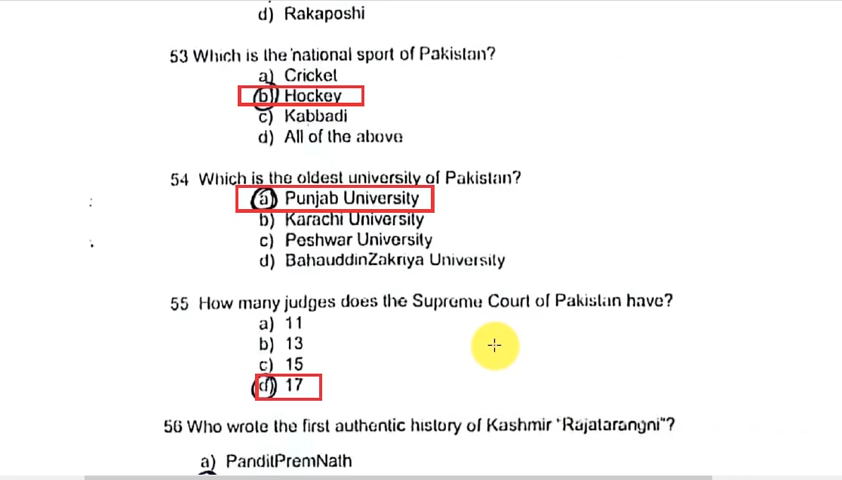 d) Rakaposhi
53 Which is the national sport of Pakistan?
a) Cricket
b) Hockey
c) Kabbadi
d) All of the above
54 Which is the oldest university of Pakistan?
a) Punjab University
b) Karachi University
c) Peshwar University
d) BahauddinZakriya University
55 How many judges does the Supreme Court of Pakistan have?
a) 11
b) 13
c) 15
d) 17
56 Who wrote the first authentic history of Kashmir "Rajatarangni"?
a) PanditPremNath